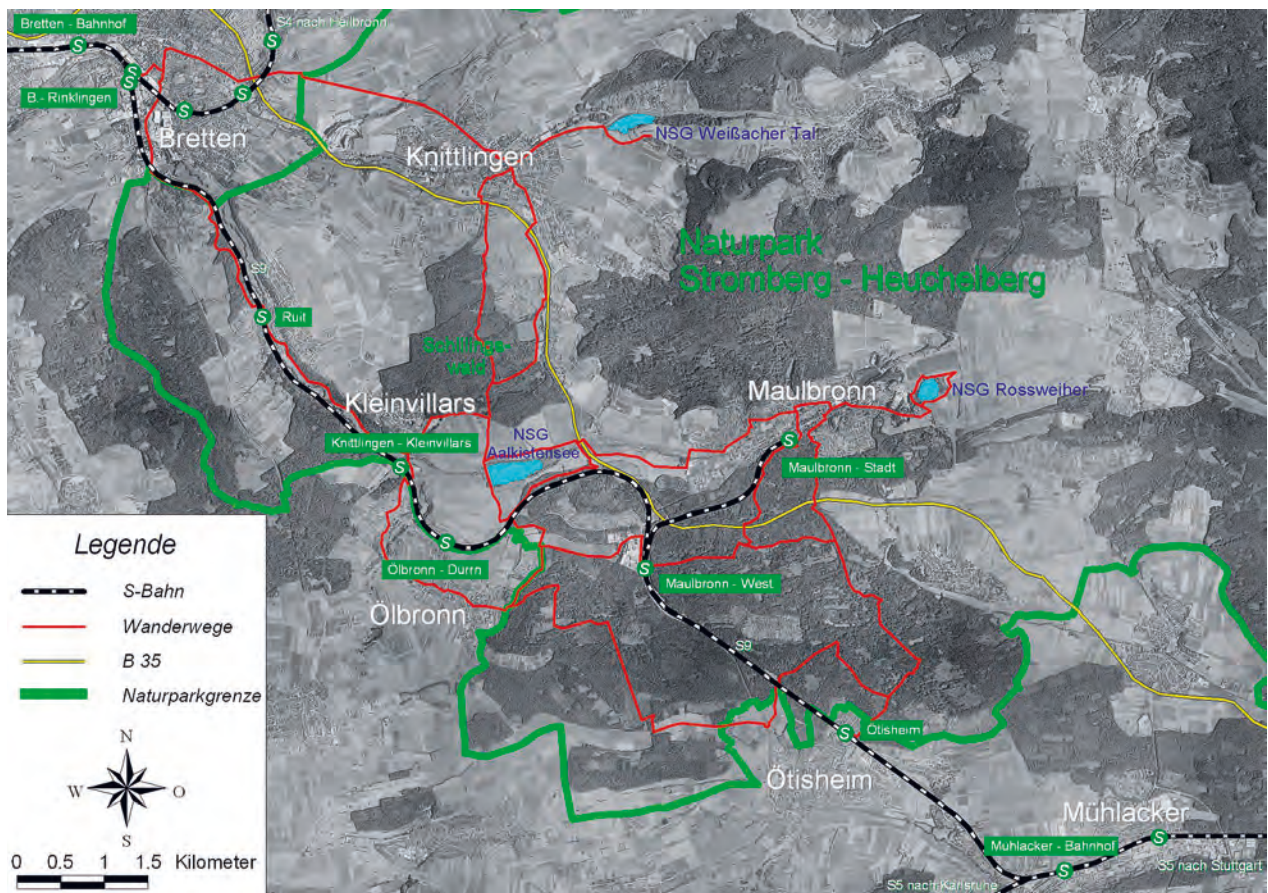 Bretten - Bahnhof
S4 nach Heilbronn
B.- Rinklingen
Bretten
NSG Weißacher Tal
Knittlingen
Naturpark
Stromberg - Heuchelberg
S9
Ruit
Schillings-
wald
Maulbronn
NSG Rossweiher
Kleinvillars
Knittlingen - Kleinvillars
NSG
Aalkistensee
Maulbronn - Stadt
Ölbronn - Dürrn
Maulbronn - West
Ölbronn
S9
Ötisheim
Ötisheim
Mühlacker
Mühlacker - Bahnhof
S5 nach Stuttgart
S5 nach Karlsruhe
Legende
S-Bahn
Wanderwege
B 35
Naturparkgrenze
N
W
O
S
0 0.5 1 1.5 Kilometer
S
S
S
S
S
S
S
S
S
S
S
S
S
S